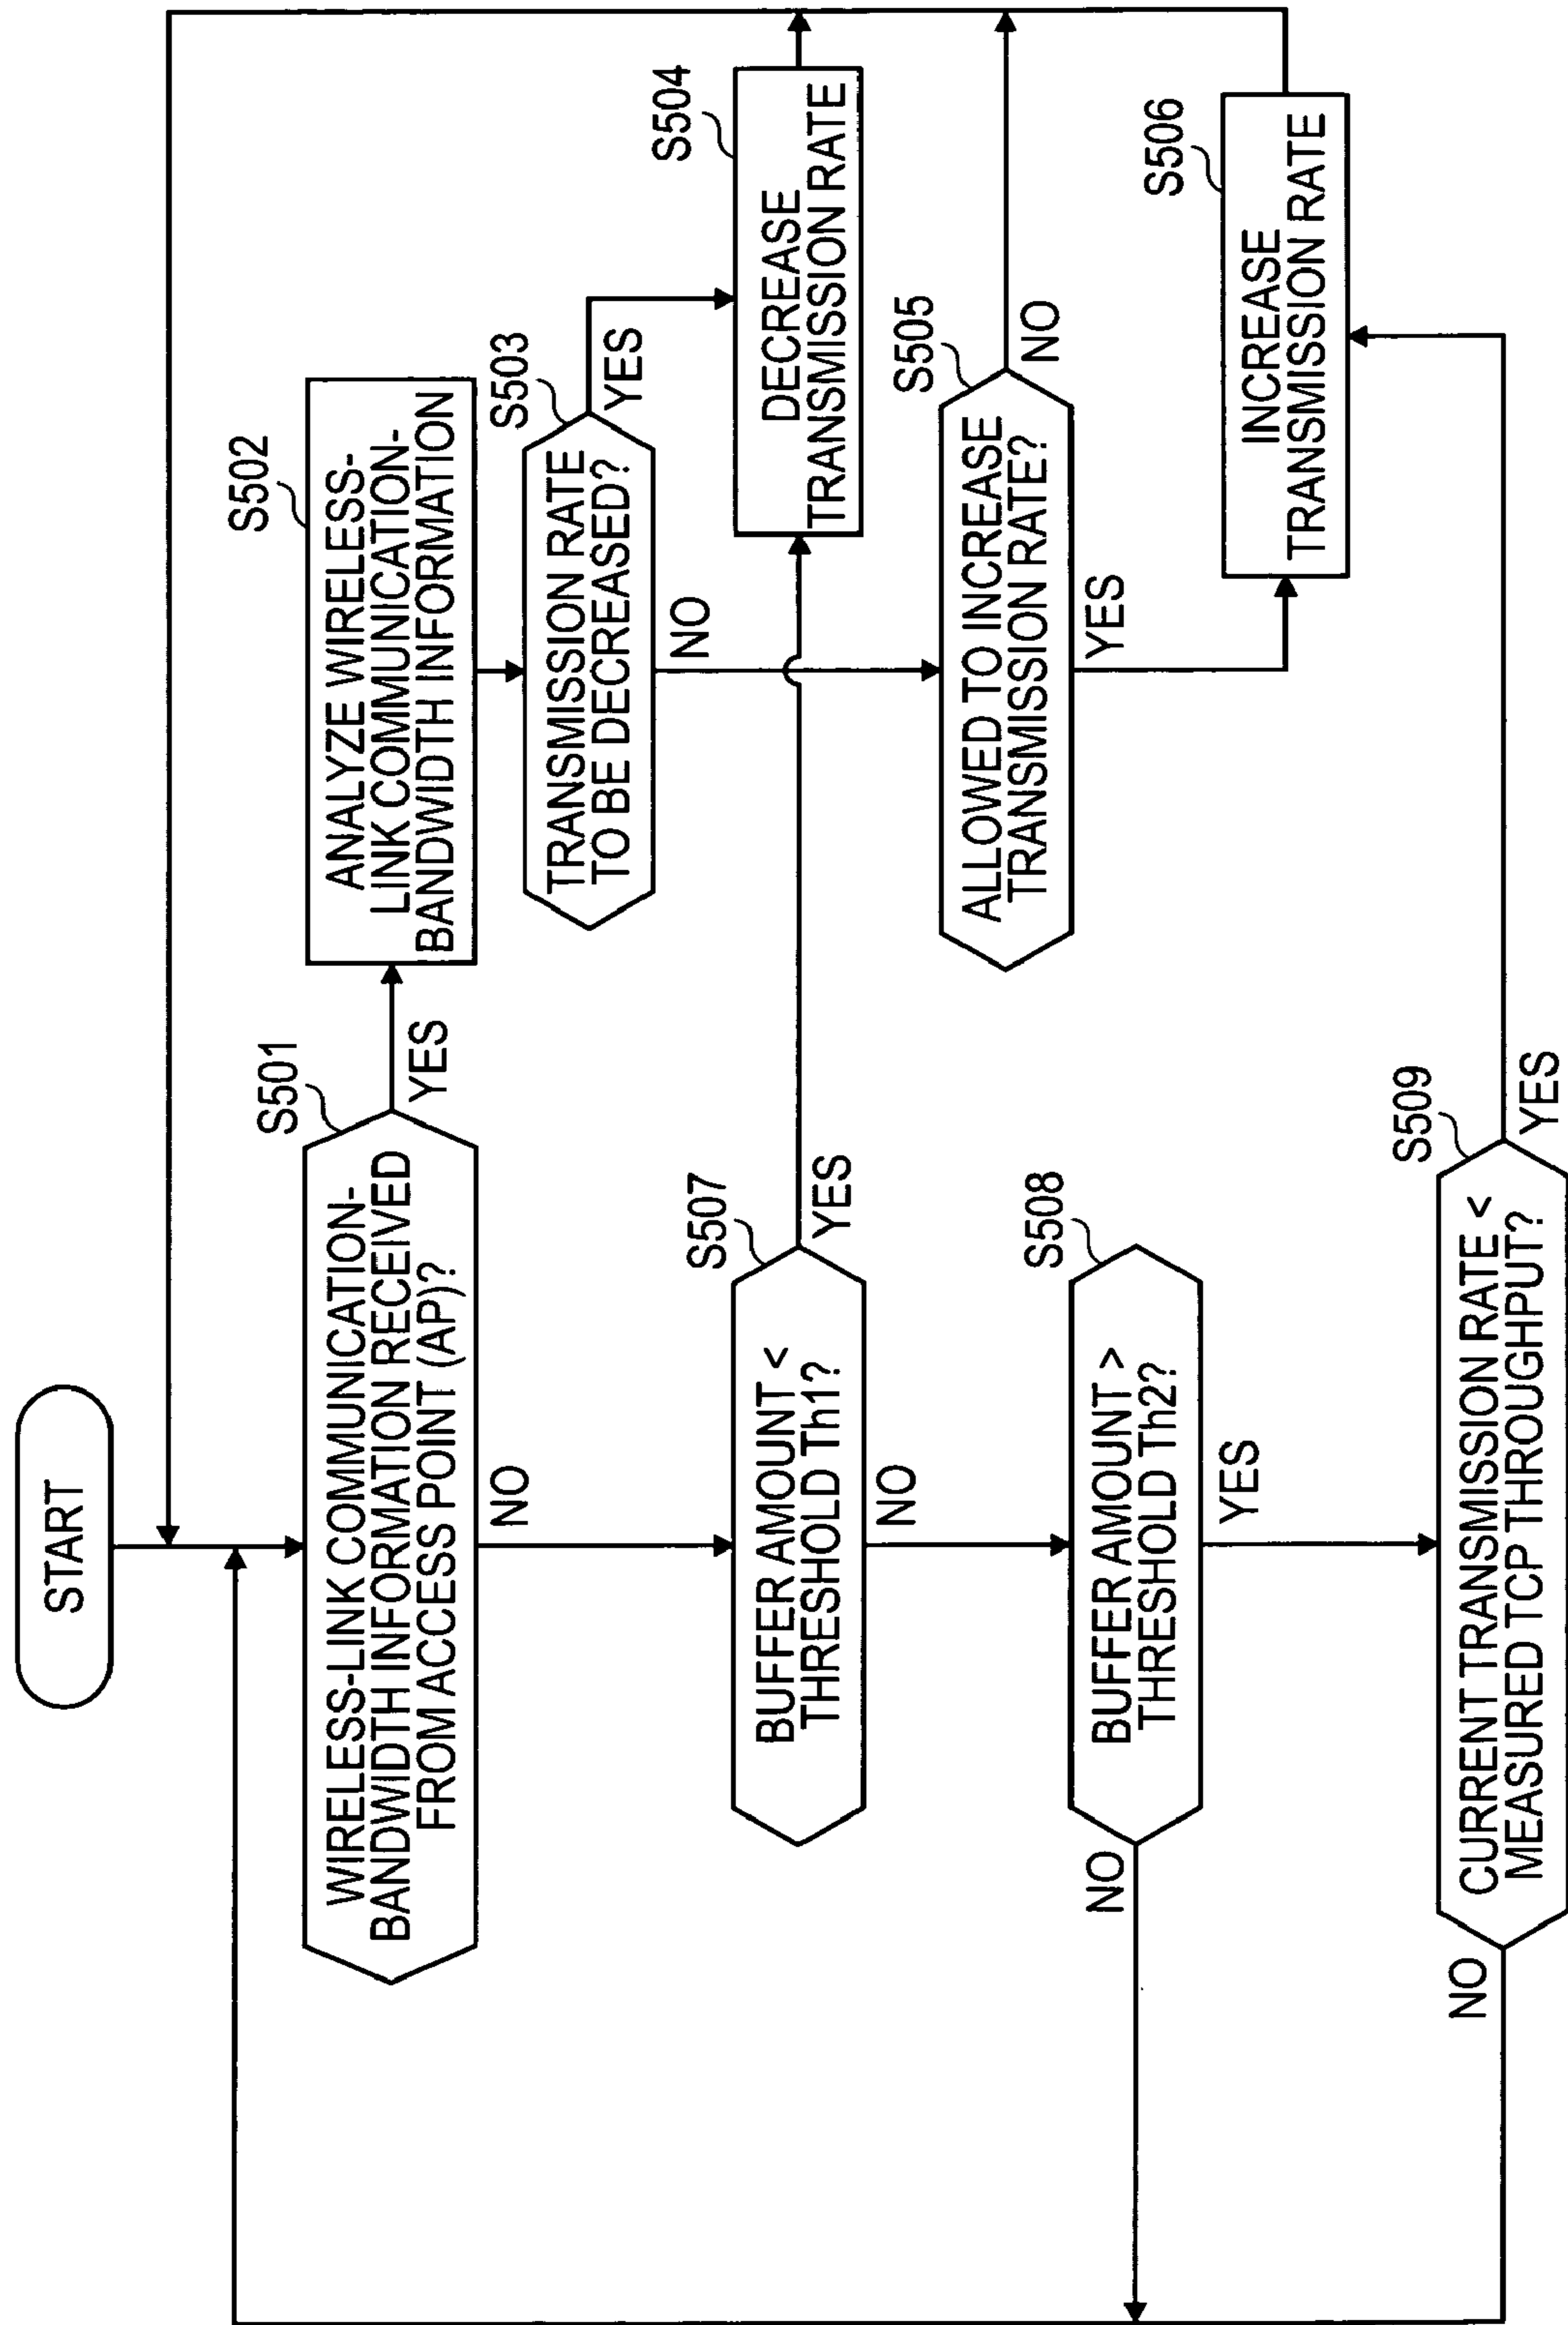 START
S501
WIRELESS-LINK COMMUNICATION-
BANDWIDTH INFORMATION RECEIVED
FROM ACCESS POINT (AP)?
YES
NO
S502
ANALYZE WIRELESS-
LINK COMMUNICATION-
BANDWIDTH INFORMATION
S503
TRANSMISSION RATE
TO BE DECREASED?
YES
NO
S504
DECREASE
TRANSMISSION RATE
S505
ALLOWED TO INCREASE
TRANSMISSION RATE?
NO
YES
S506
INCREASE
TRANSMISSION RATE
S507
BUFFER AMOUNT <
THRESHOLD Th1?
YES
NO
S508
BUFFER AMOUNT >
THRESHOLD Th2?
NO
YES
S509
CURRENT TRANSMISSION RATE <
MEASURED TCP THROUGHPUT?
NO
YES